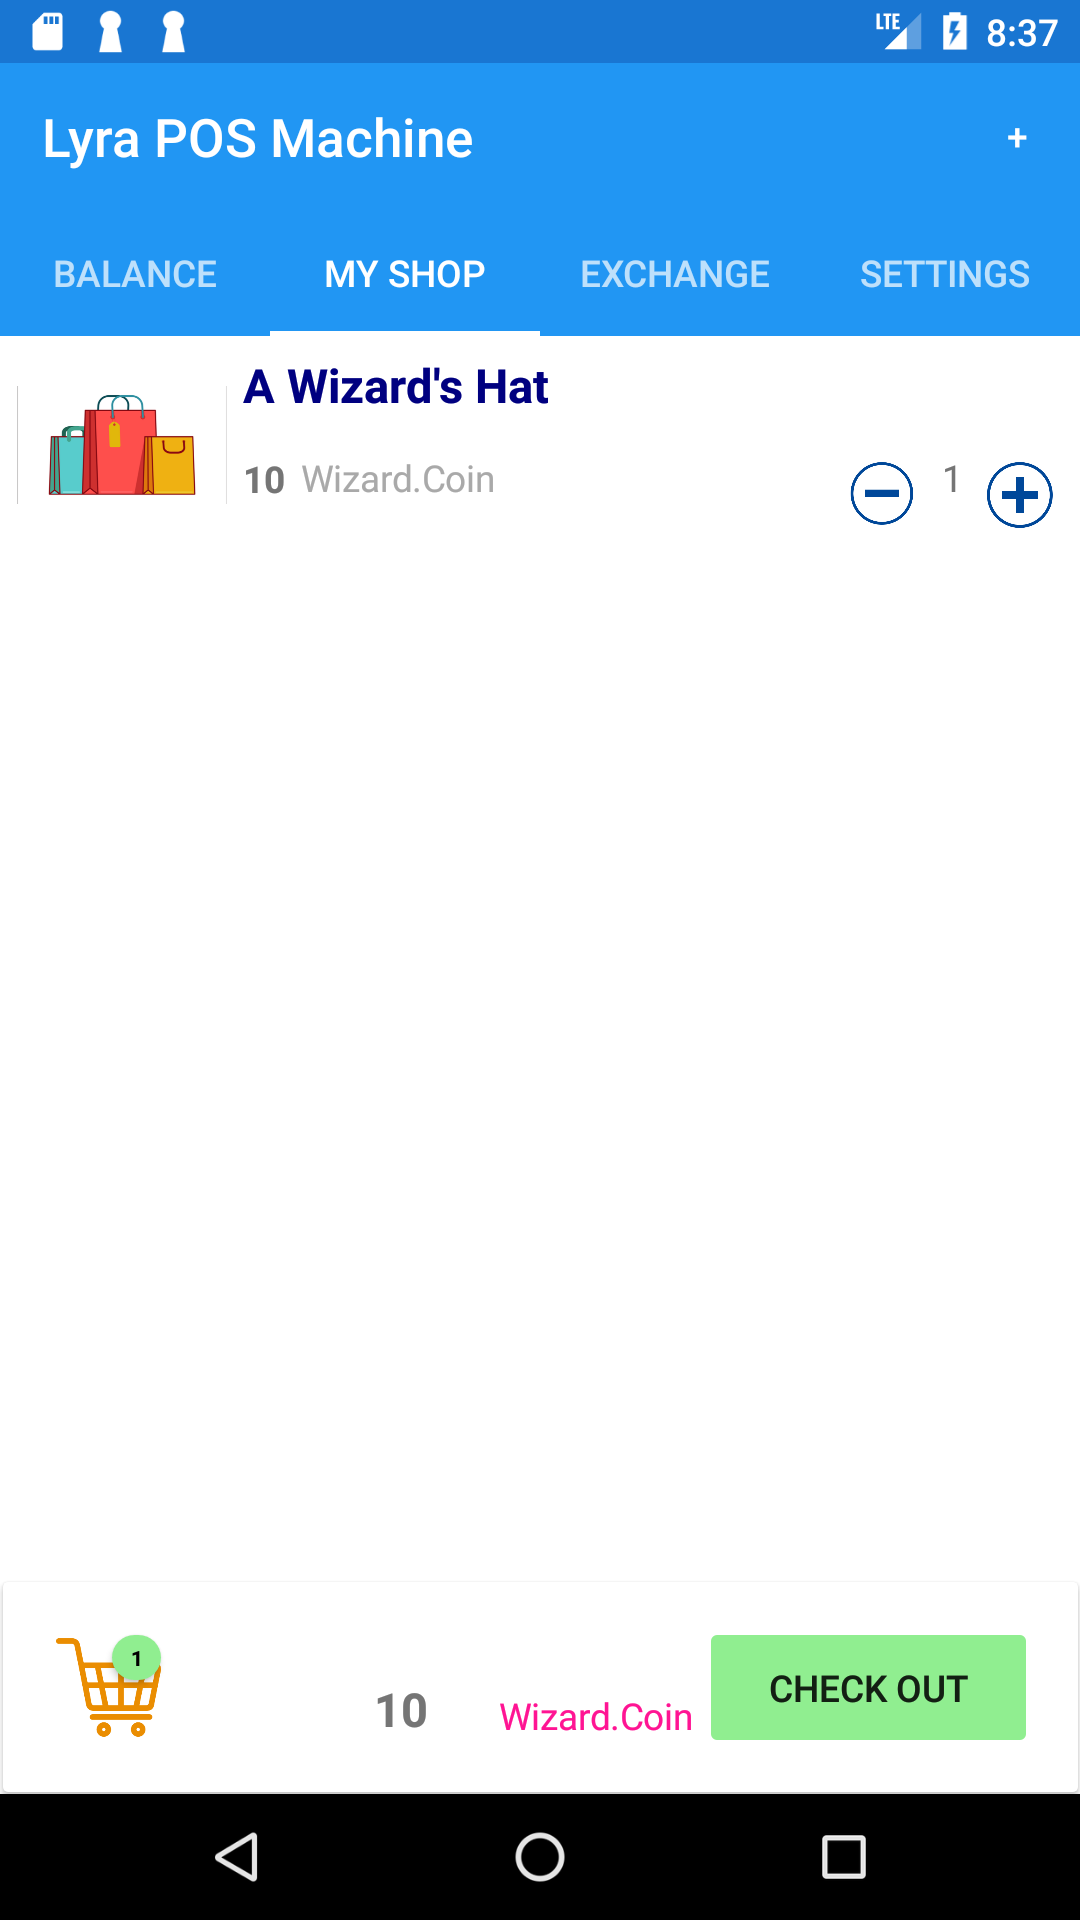 LTE 8:37
Lyra POS Machine +
BALANCE MY SHOP EXCHANGE SETTINGS
A Wizard's Hat
10 Wizard.Coin 1
1
10 Wizard.Coin CHECK OUT